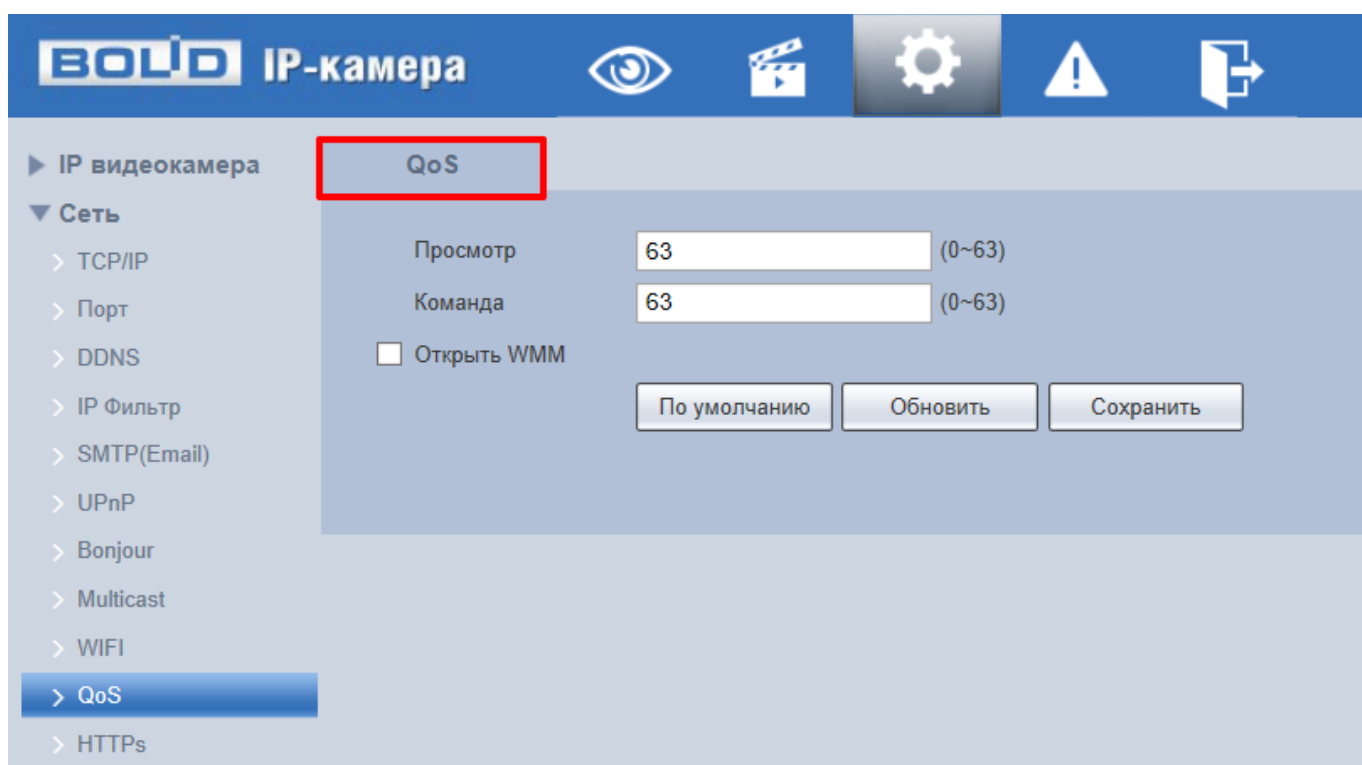 BOLID IP-камера
IP видеокамера
Сеть
TCP/IP
Порт
DDNS
IP Фильтр
SMTP(Email)
UPnP
Bonjour
Multicast
WIFI
QoS
HTTPs
QoS
Просмотр 63 (0~63)
Команда 63 (0~63)
Открыть WMM
По умолчанию Обновить Сохранить